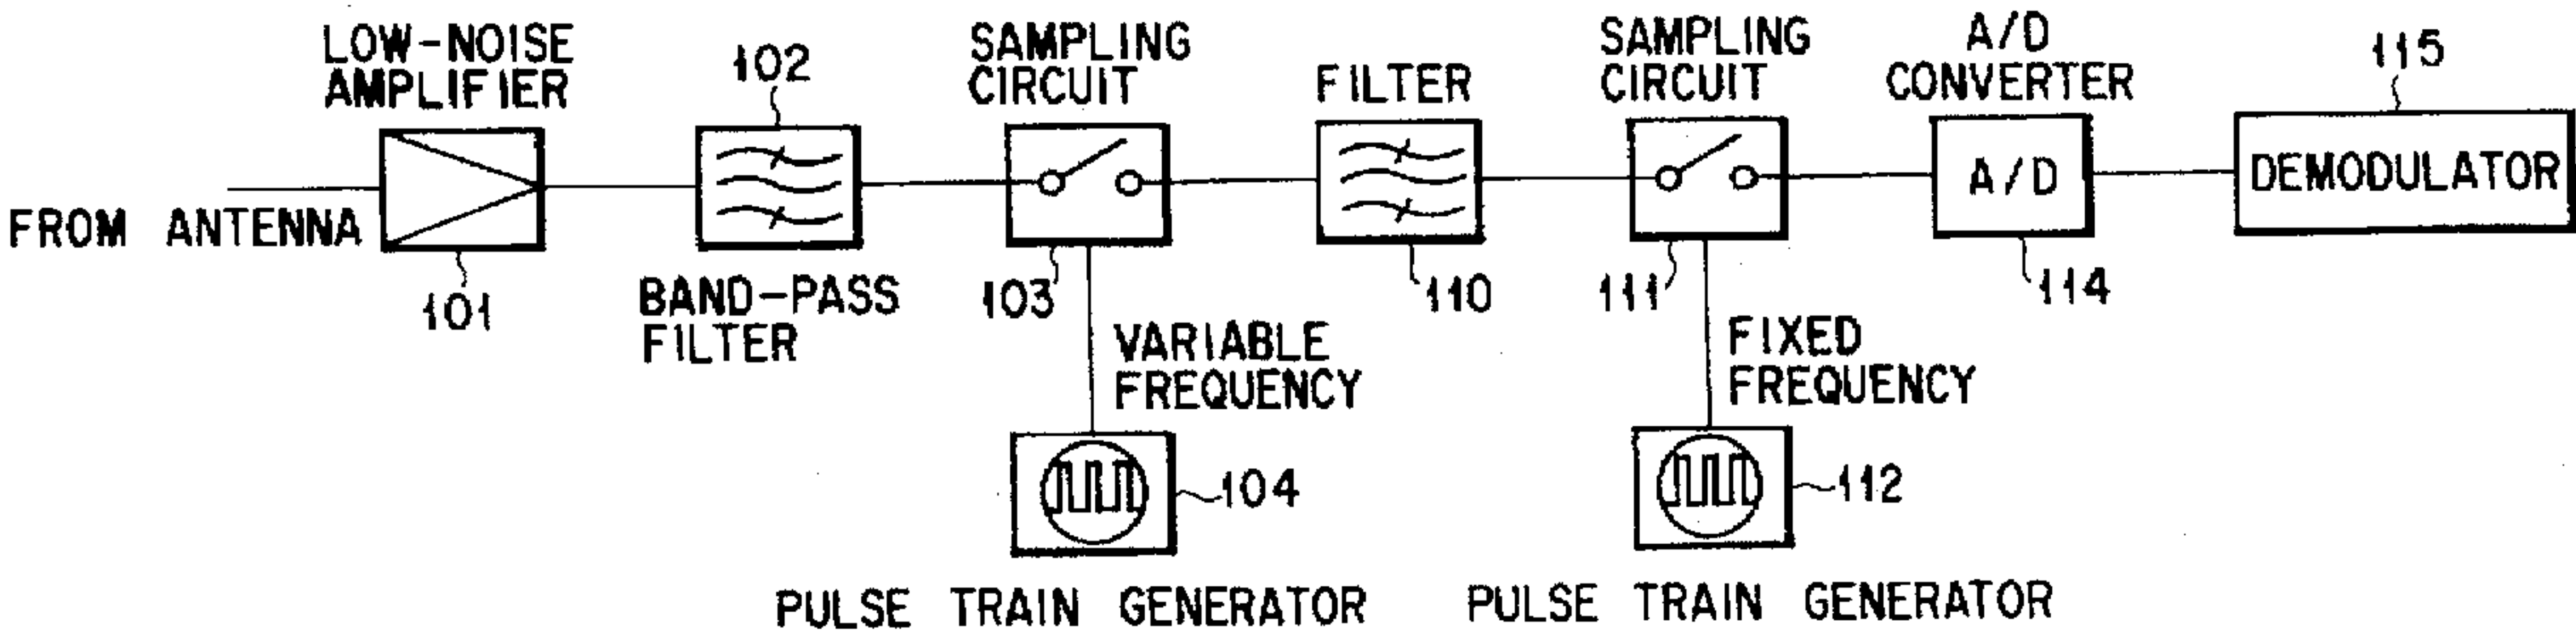 LOW-NOISE
AMPLIFIER
102
SAMPLING
CIRCUIT
FILTER
SAMPLING
CIRCUIT
A/D
CONVERTER
115
FROM ANTENNA
A/D
DEMODULATOR
101
BAND-PASS
FILTER
103
110
111
114
VARIABLE
FREQUENCY
FIXED
FREQUENCY
104
112
PULSE TRAIN GENERATOR
PULSE TRAIN GENERATOR